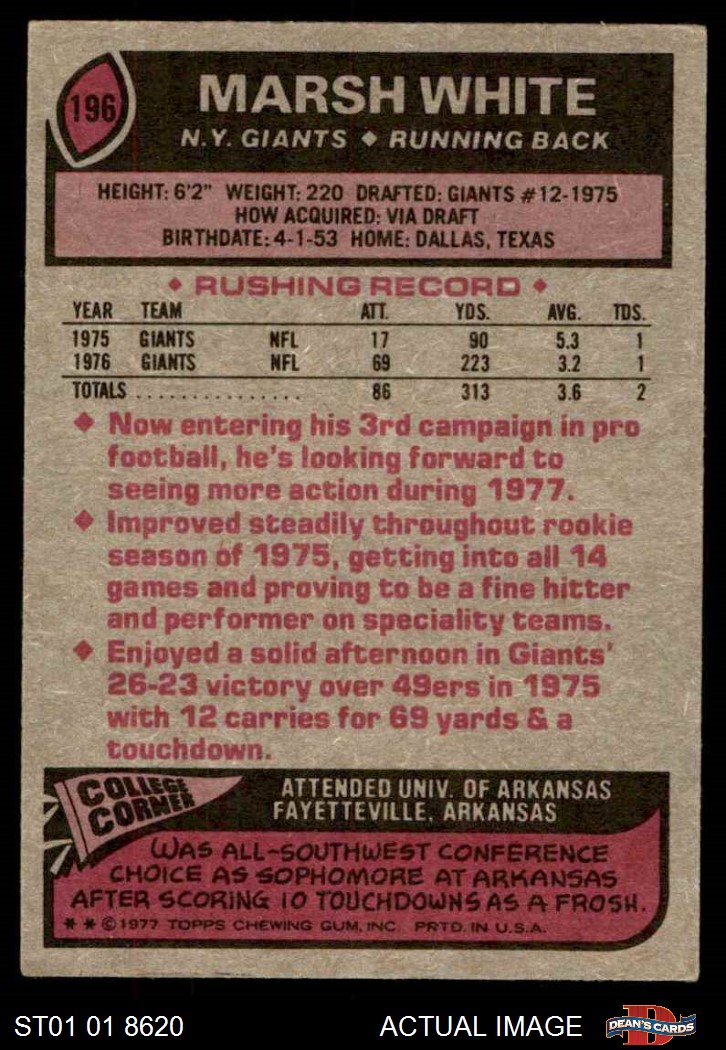 196
MARSH WHITE
N.Y. GIANTS ♦ RUNNING BACK
HEIGHT: 6'2" WEIGHT: 220 DRAFTED: GIANTS #12-1975
HOW ACQUIRED: VIA DRAFT
BIRTHDATE: 4-1-53 HOME: DALLAS, TEXAS
♦ RUSHING RECORD ♦
YEAR TEAM ATT. YDS. AVG. TDS.
1975 GIANTS NFL 17 90 5.3 1
1976 GIANTS NFL 69 223 3.2 1
TOTALS ............... 86 313 3.6 2
♦ Now entering his 3rd campaign in pro
football, he's looking forward to
seeing more action during 1977.
♦ Improved steadily throughout rookie
season of 1975, getting into all 14
games and proving to be a fine hitter
and performer on speciality teams.
♦ Enjoyed a solid afternoon in Giants'
26-23 victory over 49ers in 1975
with 12 carries for 69 yards & a
touchdown.
COLLEGE
CORNER
ATTENDED UNIV. OF ARKANSAS
FAYETTEVILLE, ARKANSAS
WAS ALL-SOUTHWEST CONFERENCE
CHOICE AS SOPHOMORE AT ARKANSAS
AFTER SCORING 10 TOUCHDOWNS AS A FROSH.
* * © 1977 TOPPS CHEWING GUM, INC. PRTD. IN U.S.A.
ST01 01 8620 ACTUAL IMAGE
D
DEAN'S CARDS